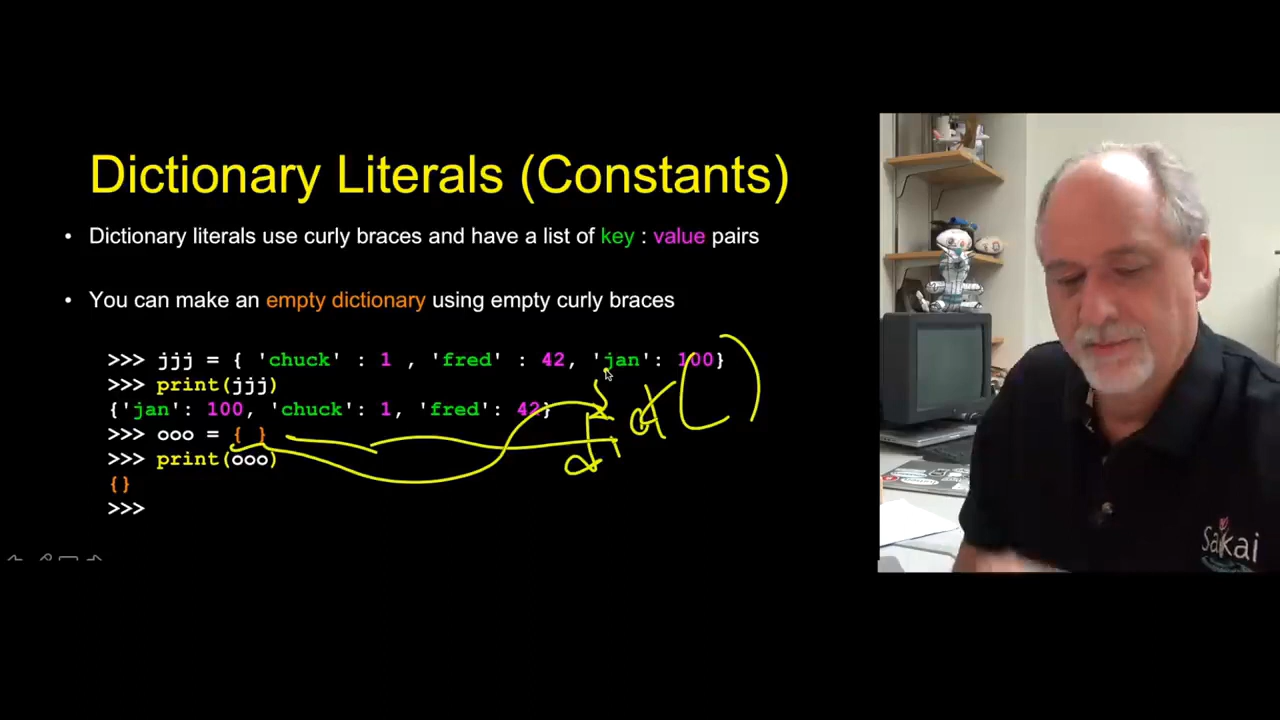 Dictionary Literals (Constants)
• Dictionary literals use curly braces and have a list of key : value pairs
• You can make an empty dictionary using empty curly braces
>>> jjj = { 'chuck' : 1 , 'fred' : 42, 'jan': 100}
>>> print(jjj)
{'jan': 100, 'chuck': 1, 'fred': 42}
>>> ooo = { }
>>> print(ooo)
{}
>>>
Sakai